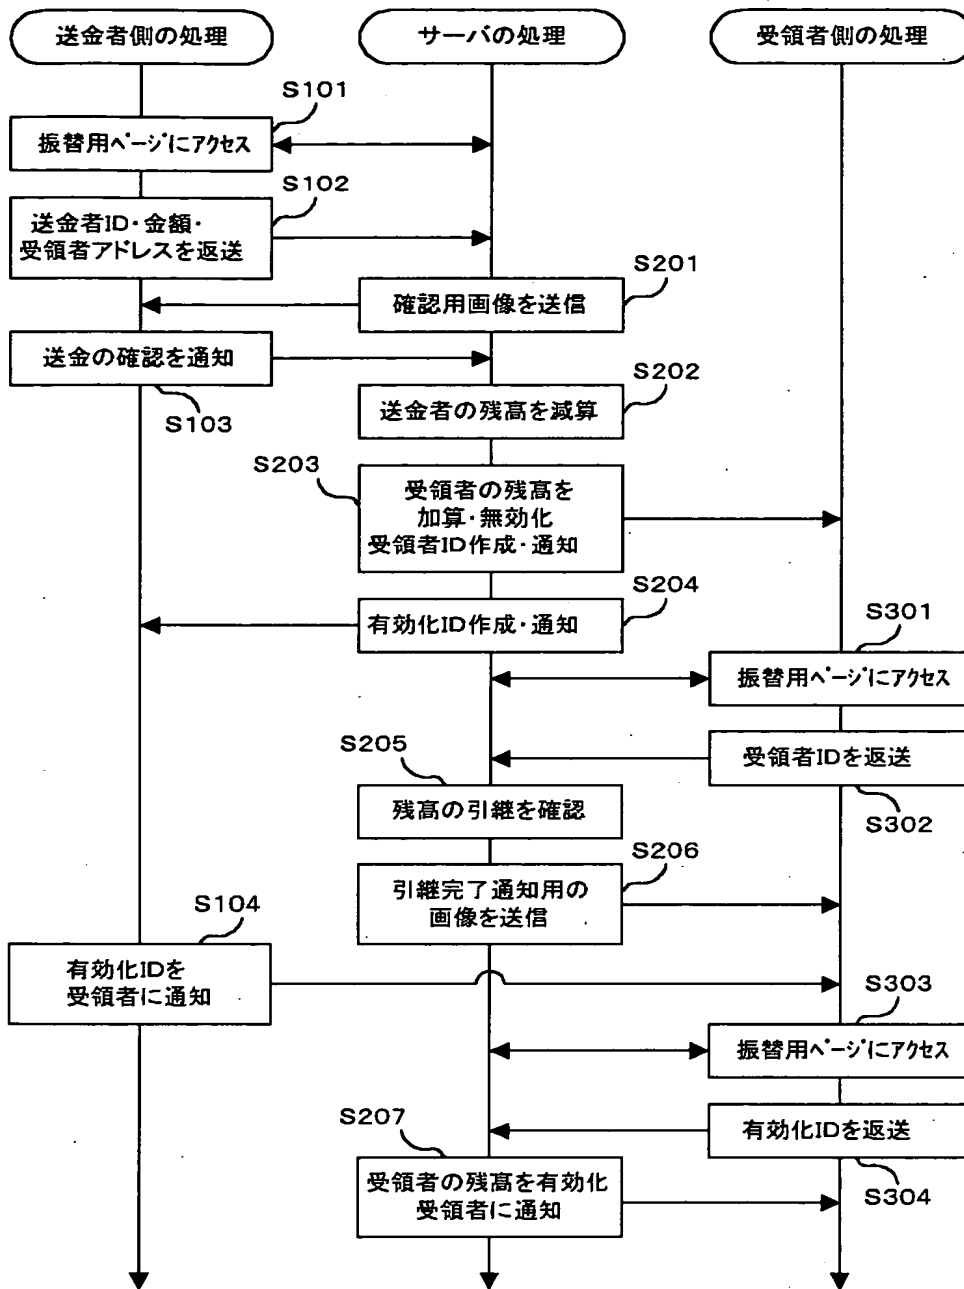 送金者側の処理
サーバの処理
受領者側の処理
S101
振替用ページにアクセス
S102
送金者ID・金額・
受領者アドレスを返送
S201
確認用画像を送信
送金の確認を通知
S103
S202
送金者の残高を減算
S203
受領者の残高を
加算・無効化
受領者ID作成・通知
S204
有効化ID作成・通知
S301
振替用ページにアクセス
受領者IDを返送
S302
S205
残高の引継を確認
S206
引継完了通知用の
画像を送信
S104
有効化IDを
受領者に通知
S303
振替用ページにアクセス
有効化IDを返送
S304
S207
受領者の残高を有効化
受領者に通知